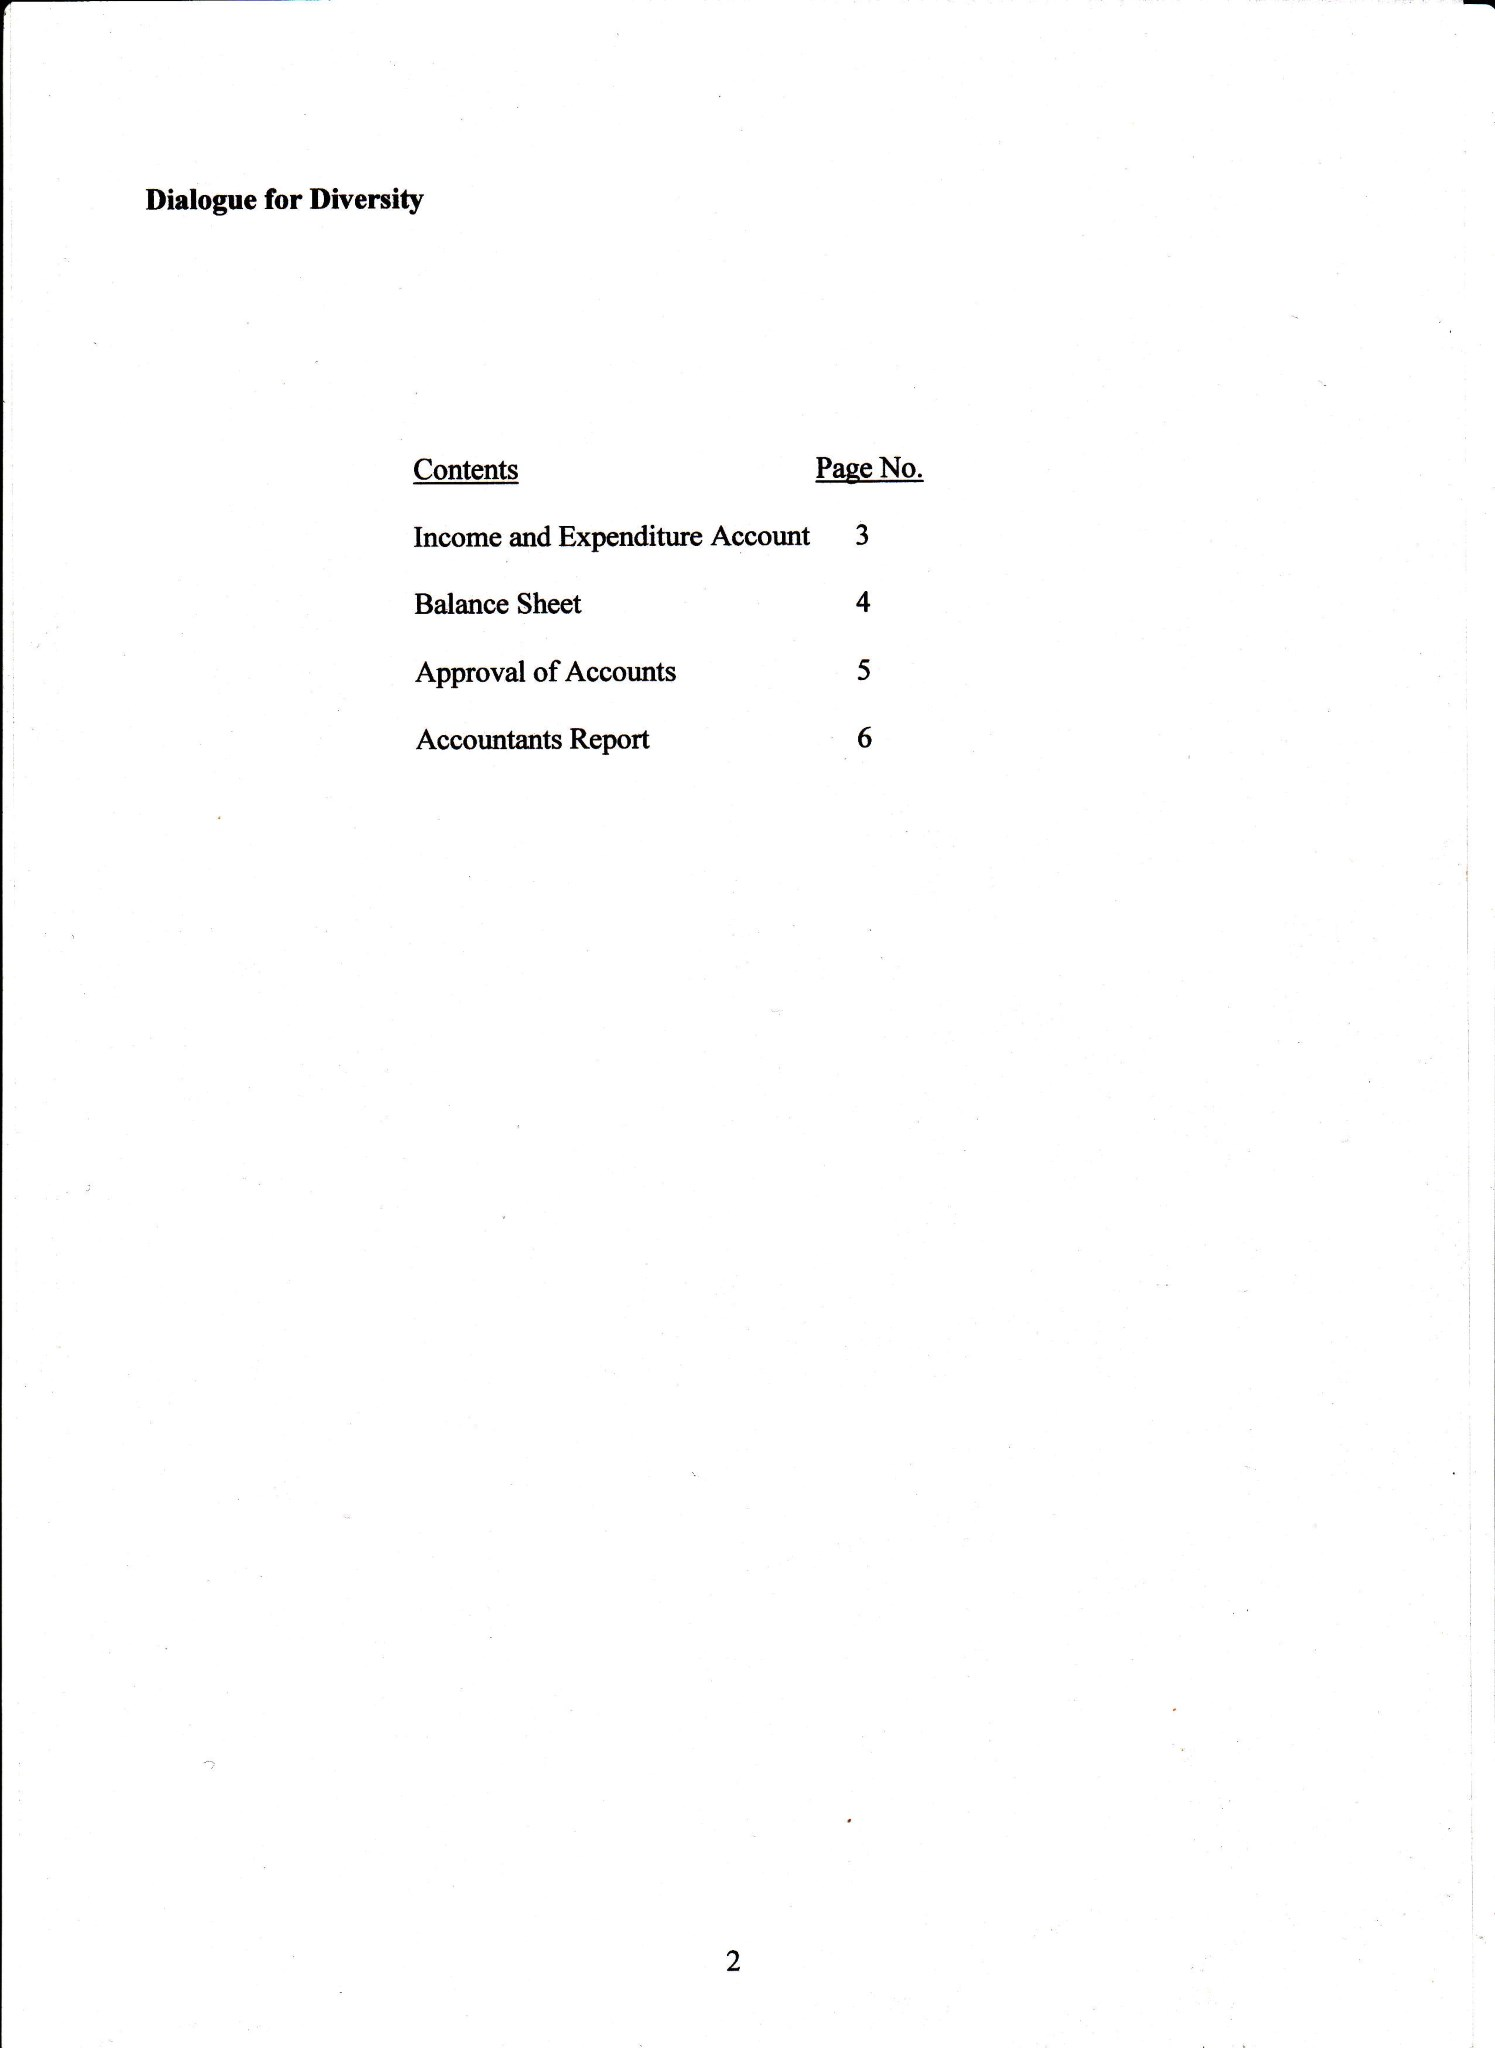 Dialogue for Diversity
Contents Page No.
Income and Expenditure Account 3
Balance Sheet 4
Approval of Accounts 5
Accountants Report 6
2